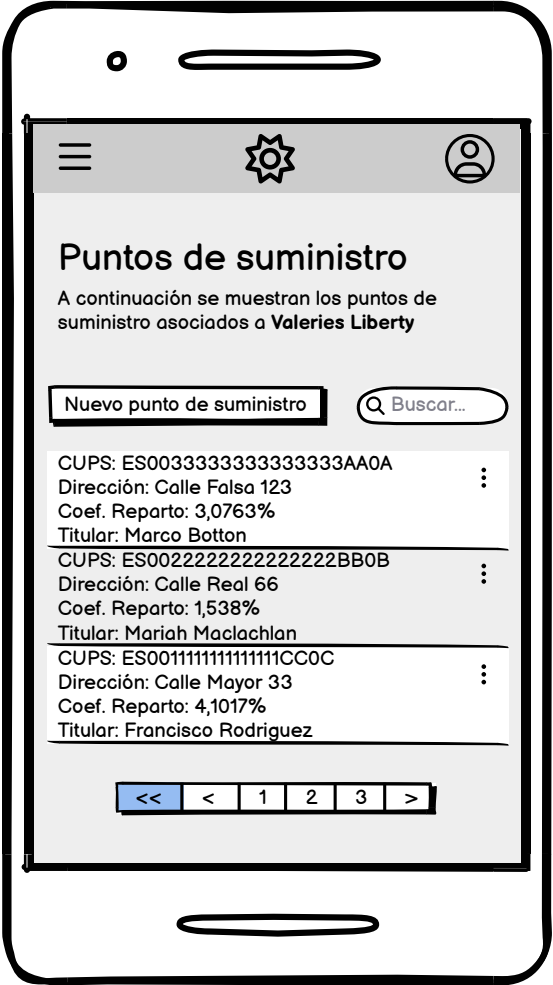 Puntos de suministro
A continuación se muestran los puntos de
suministro asociados a Valeries Liberty
Nuevo punto de suministro
Buscar...
CUPS: ES0033333333333333AA0A
Dirección: Calle Falsa 123
Coef. Reparto: 3,0763%
Titular: Marco Botton
CUPS: ES0022222222222222BB0B
Dirección: Calle Real 66
Coef. Reparto: 1,538%
Titular: Mariah Maclachlan
CUPS: ES0011111111111111CC0C
Dirección: Calle Mayor 33
Coef. Reparto: 4,1017%
Titular: Francisco Rodriguez
<< < 1 2 3 >